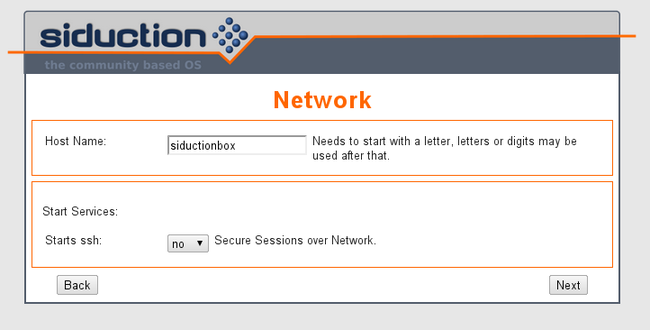 siduction
the community based OS
Network
Host Name:
siductionbox
Needs to start with a letter, letters or digits may be
used after that.
Start Services:
Starts ssh:
no
Secure Sessions over Network.
Back
Next